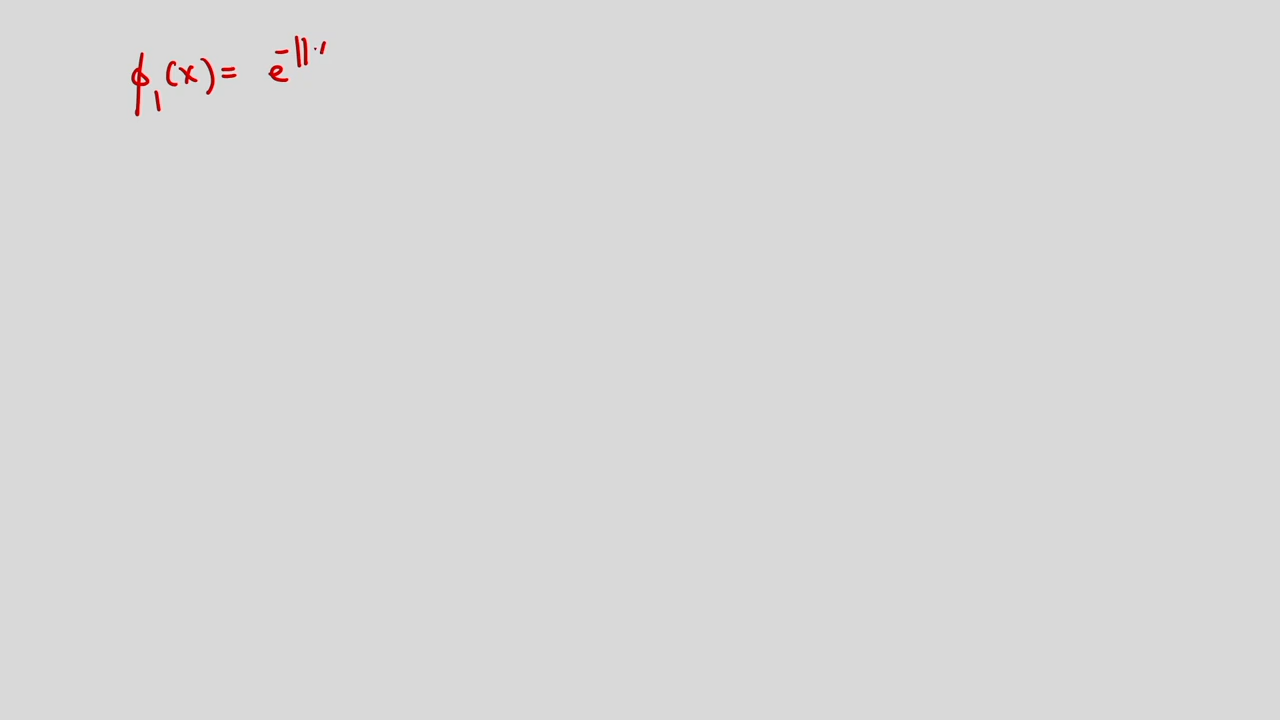 ϕ₁(x) = e^-||